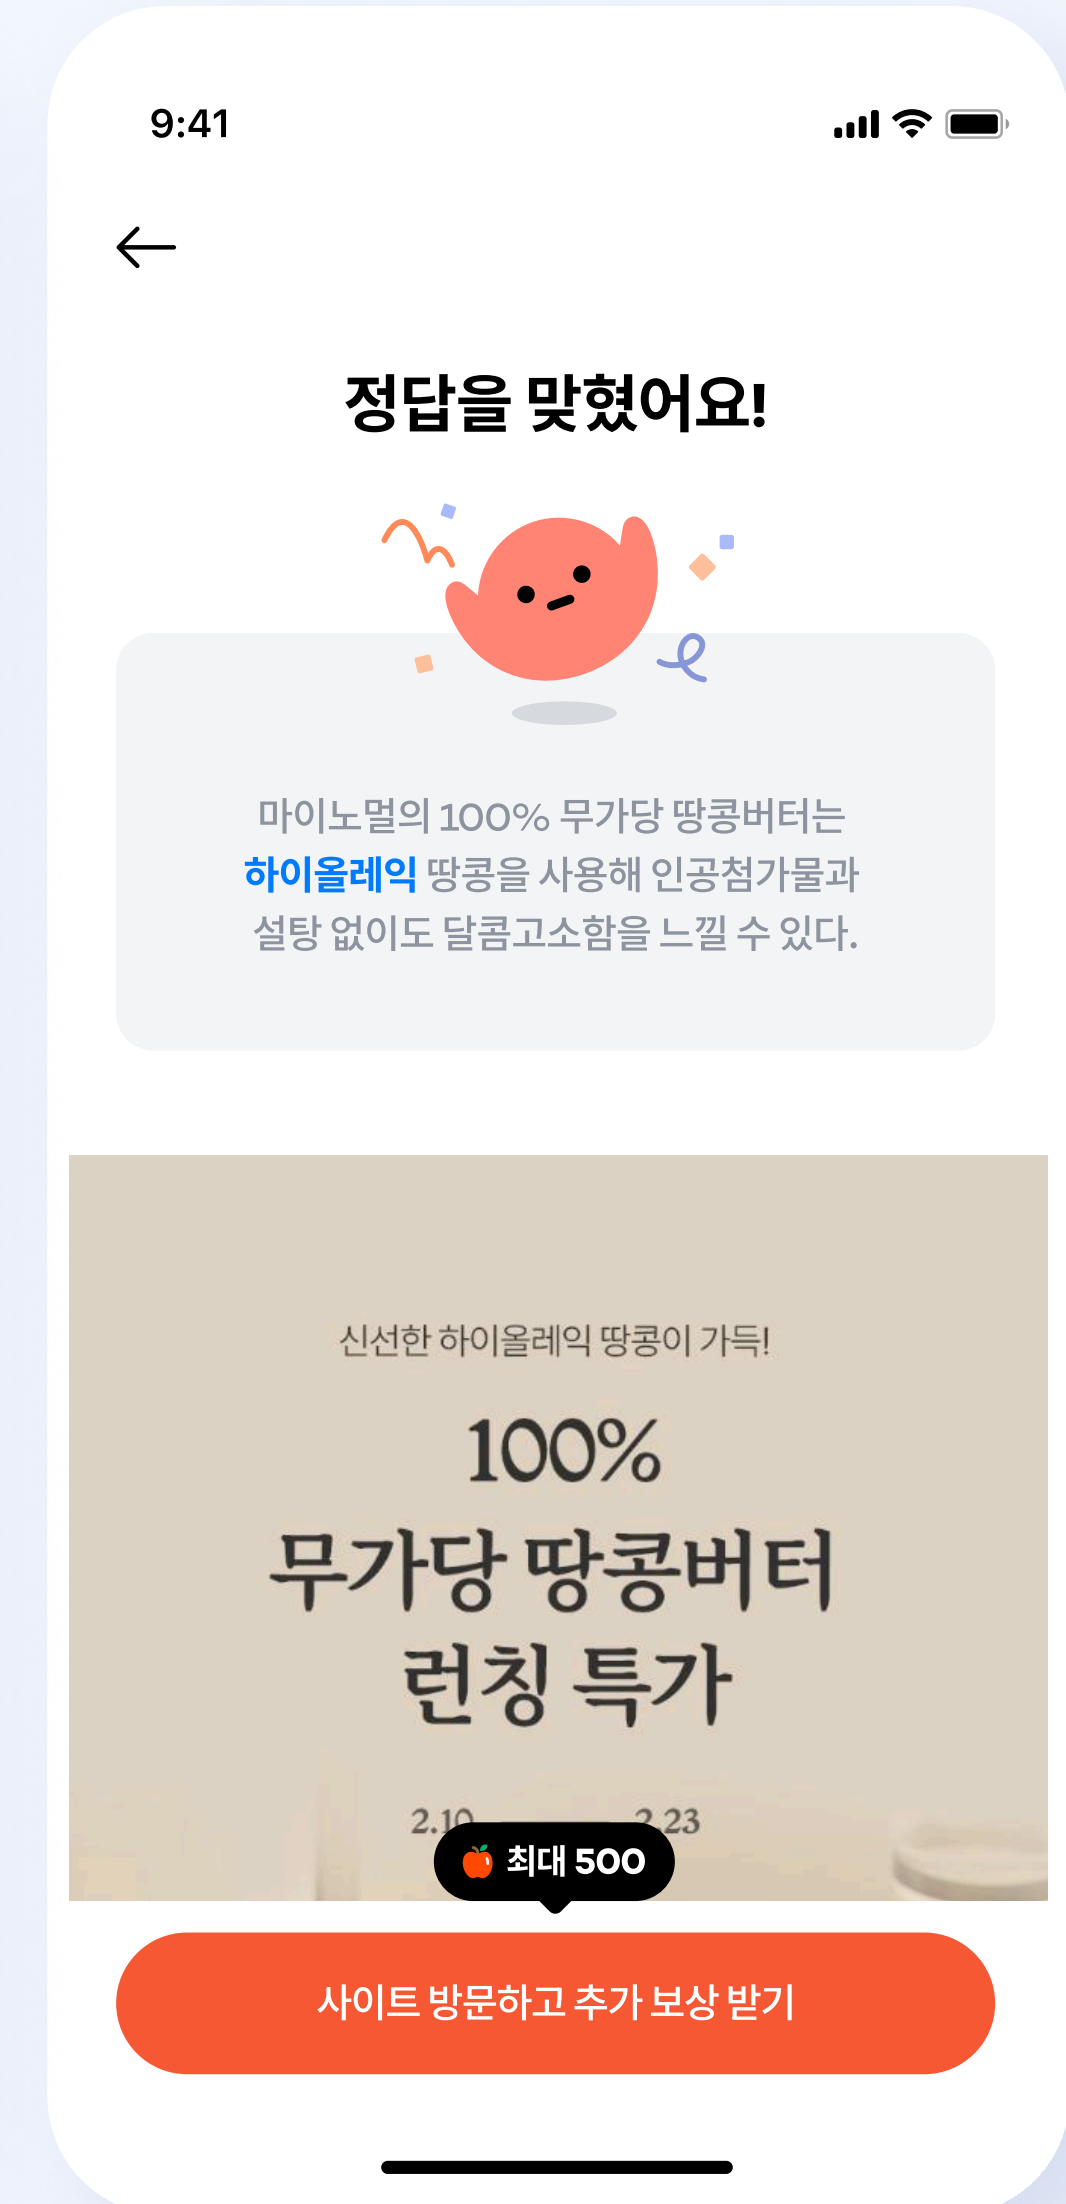 9:41
정답을 맞혔어요!
마이노멀의 100% 무가당 땅콩버터는
하이올레익 땅콩을 사용해 인공첨가물과
설탕 없이도 달콤고소함을 느낄 수 있다.
신선한 하이올레익 땅콩이 가득!
100%
무가당 땅콩버터
런칭 특가
2.10 2.23
최대 500
사이트 방문하고 추가 보상 받기